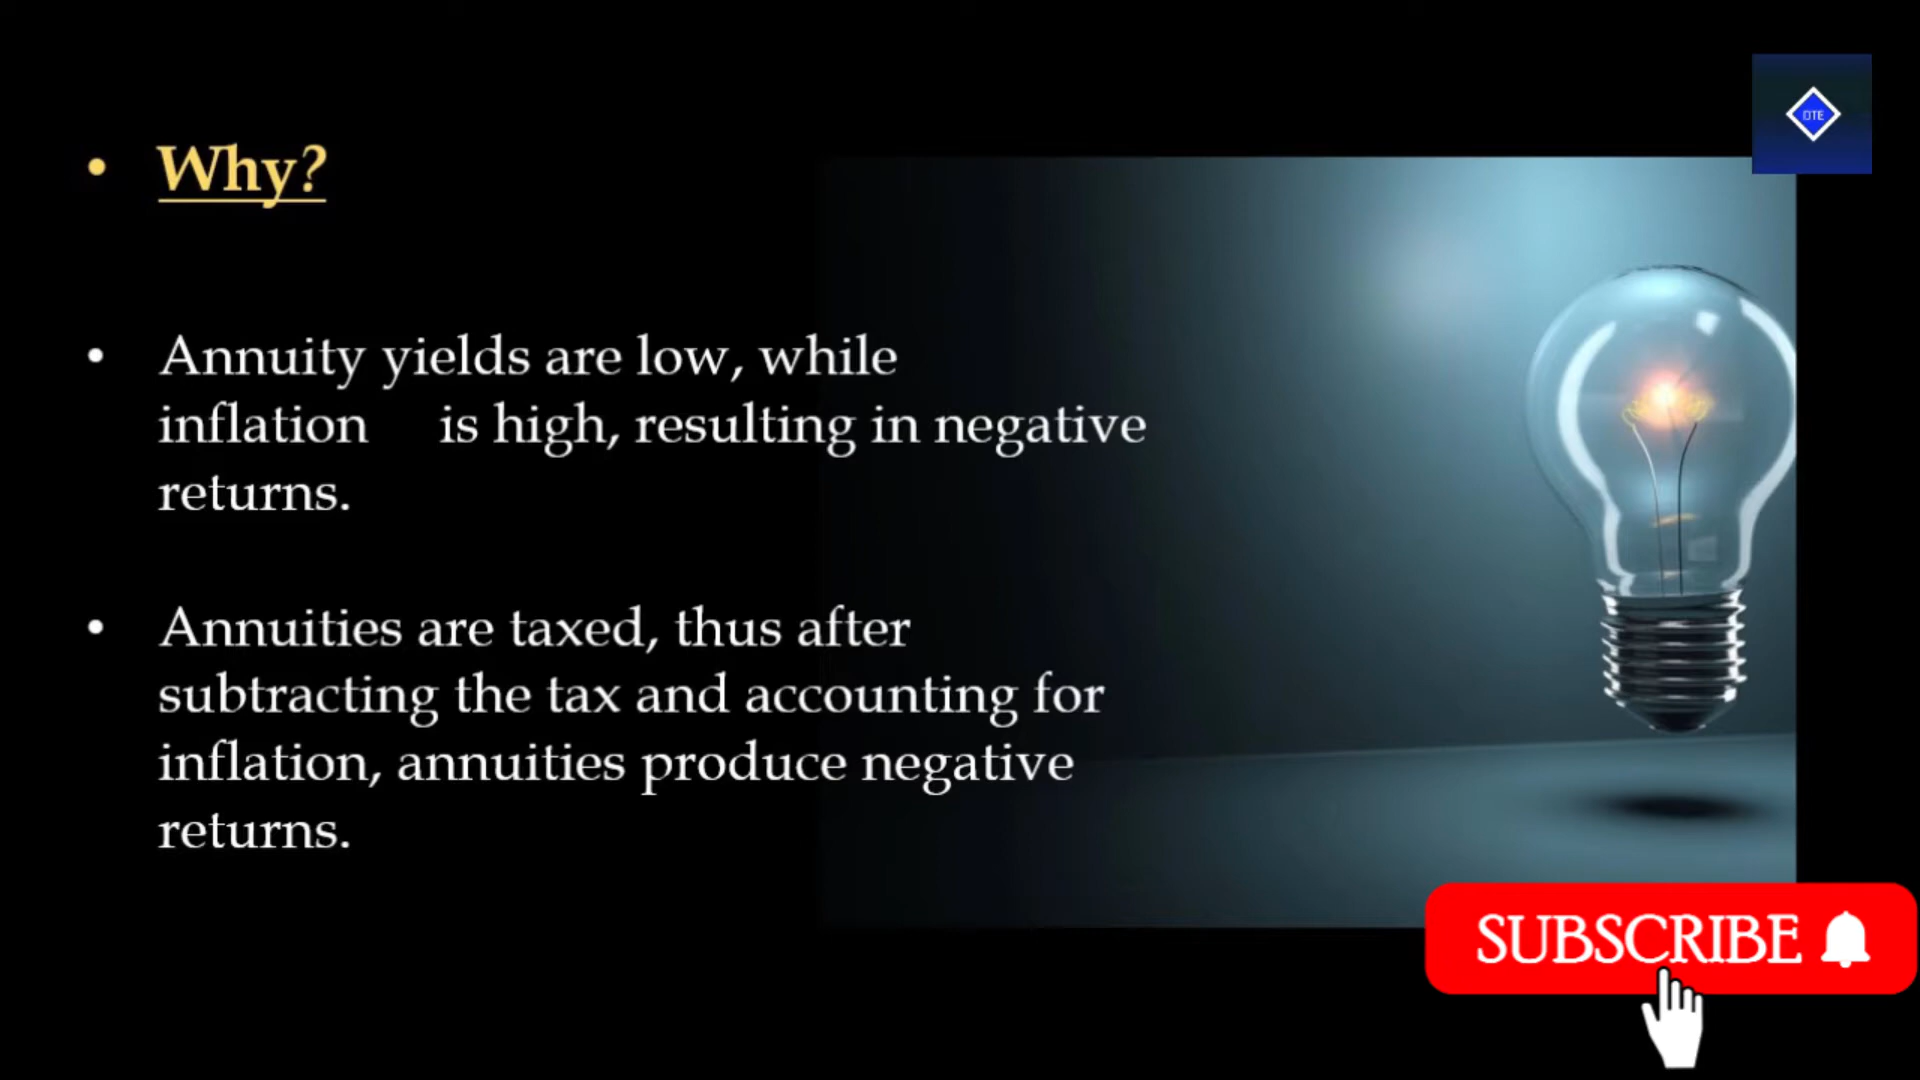 DTE
• Why?
• Annuity yields are low, while
inflation is high, resulting in negative
returns.
• Annuities are taxed, thus after
subtracting the tax and accounting for
inflation, annuities produce negative
returns.
SUBSCRIBE